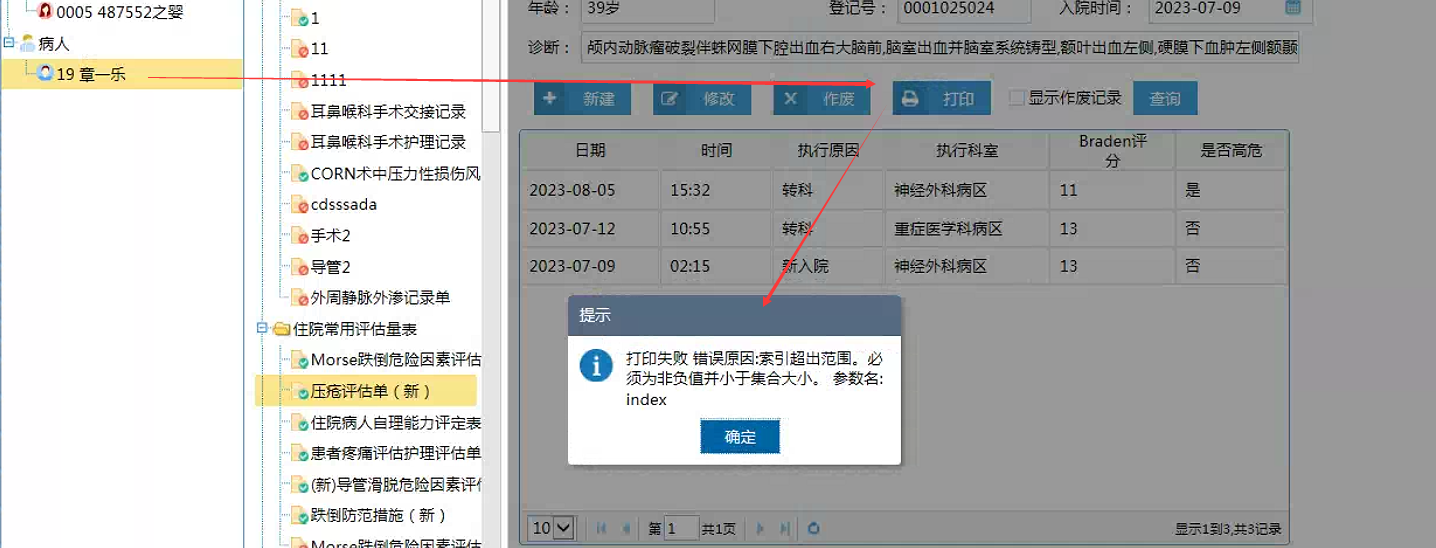 0005 487552之婴
病人
19 章一乐
1
11
1111
耳鼻喉科手术交接记录
耳鼻喉科手术护理记录
CORN术中压力性损伤风
cdsssada
手术2
导管2
外周静脉外渗记录单
住院常用评估量表
Morse跌倒危险因素评估
压疮评估单（新）
住院病人自理能力评定表
患者疼痛评估护理评估单
(新)导管滑脱危险因素评估
跌倒防范措施（新）
Morse跌倒危险因素评估
年龄： 39岁 登记号： 0001025024 入院时间： 2023-07-09
诊断： 颅内动脉瘤破裂伴蛛网膜下腔出血右大脑前,脑室出血并脑室系统铸型,额叶出血左侧,硬膜下血肿左侧额颞
新建 修改 作废 打印 显示作废记录 查询
日期 时间 执行原因 执行科室 Braden评
分 是否高危
2023-08-05 15:32 转科 神经外科病区 11 是
2023-07-12 10:55 转科 重症医学科病区 13 否
2023-07-09 02:15 新入院 神经外科病区 13 否
提示
打印失败 错误原因:索引超出范围。必
须为非负值并小于集合大小。 参数名:
index
确定
10 第 1 共1页 显示1到3,共3记录